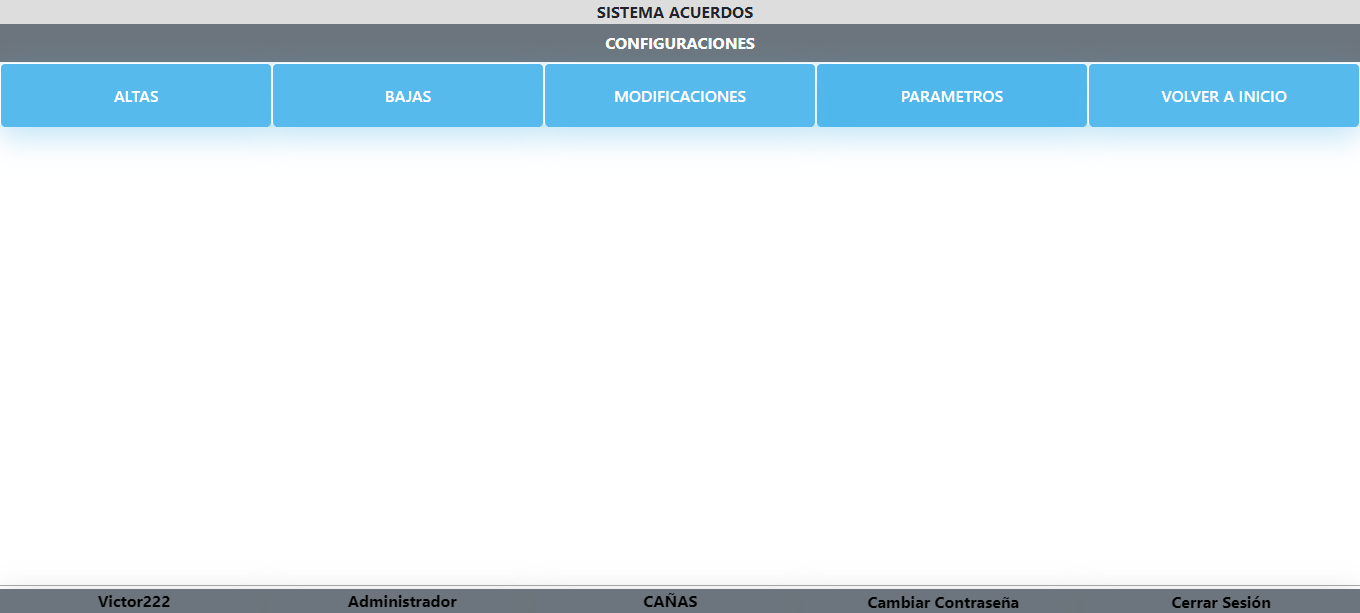 SISTEMA ACUERDOS
CONFIGURACIONES
ALTAS BAJAS MODIFICACIONES PARAMETROS VOLVER A INICIO
Victor222 Administrador CAÑAS Cambiar Contraseña Cerrar Sesión